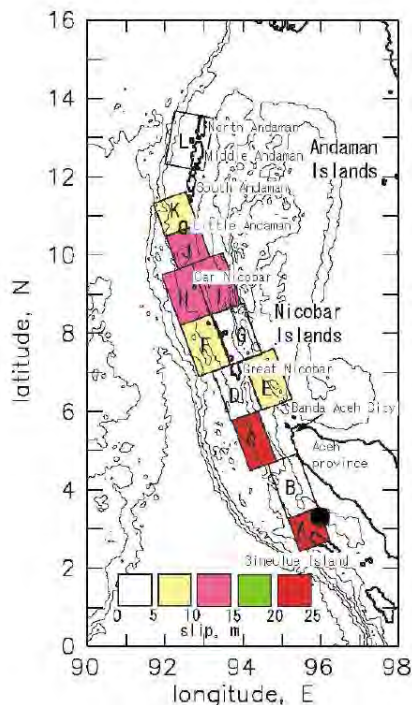 16
14
12
10
8
6
4
2
0
latitude, N
North Andaman
L
Middle Andaman
Andaman
Islands
South Andaman
K
Little Andaman
J
Car Nicobar
H
I
Nicobar
Islands
G
F
Great Nicobar
D
E
Banda Aceh City
Aceh
province
B
A
Simeulue Island
0 5 10 15 20 25
slip, m
90 92 94 96 98
longitude, E